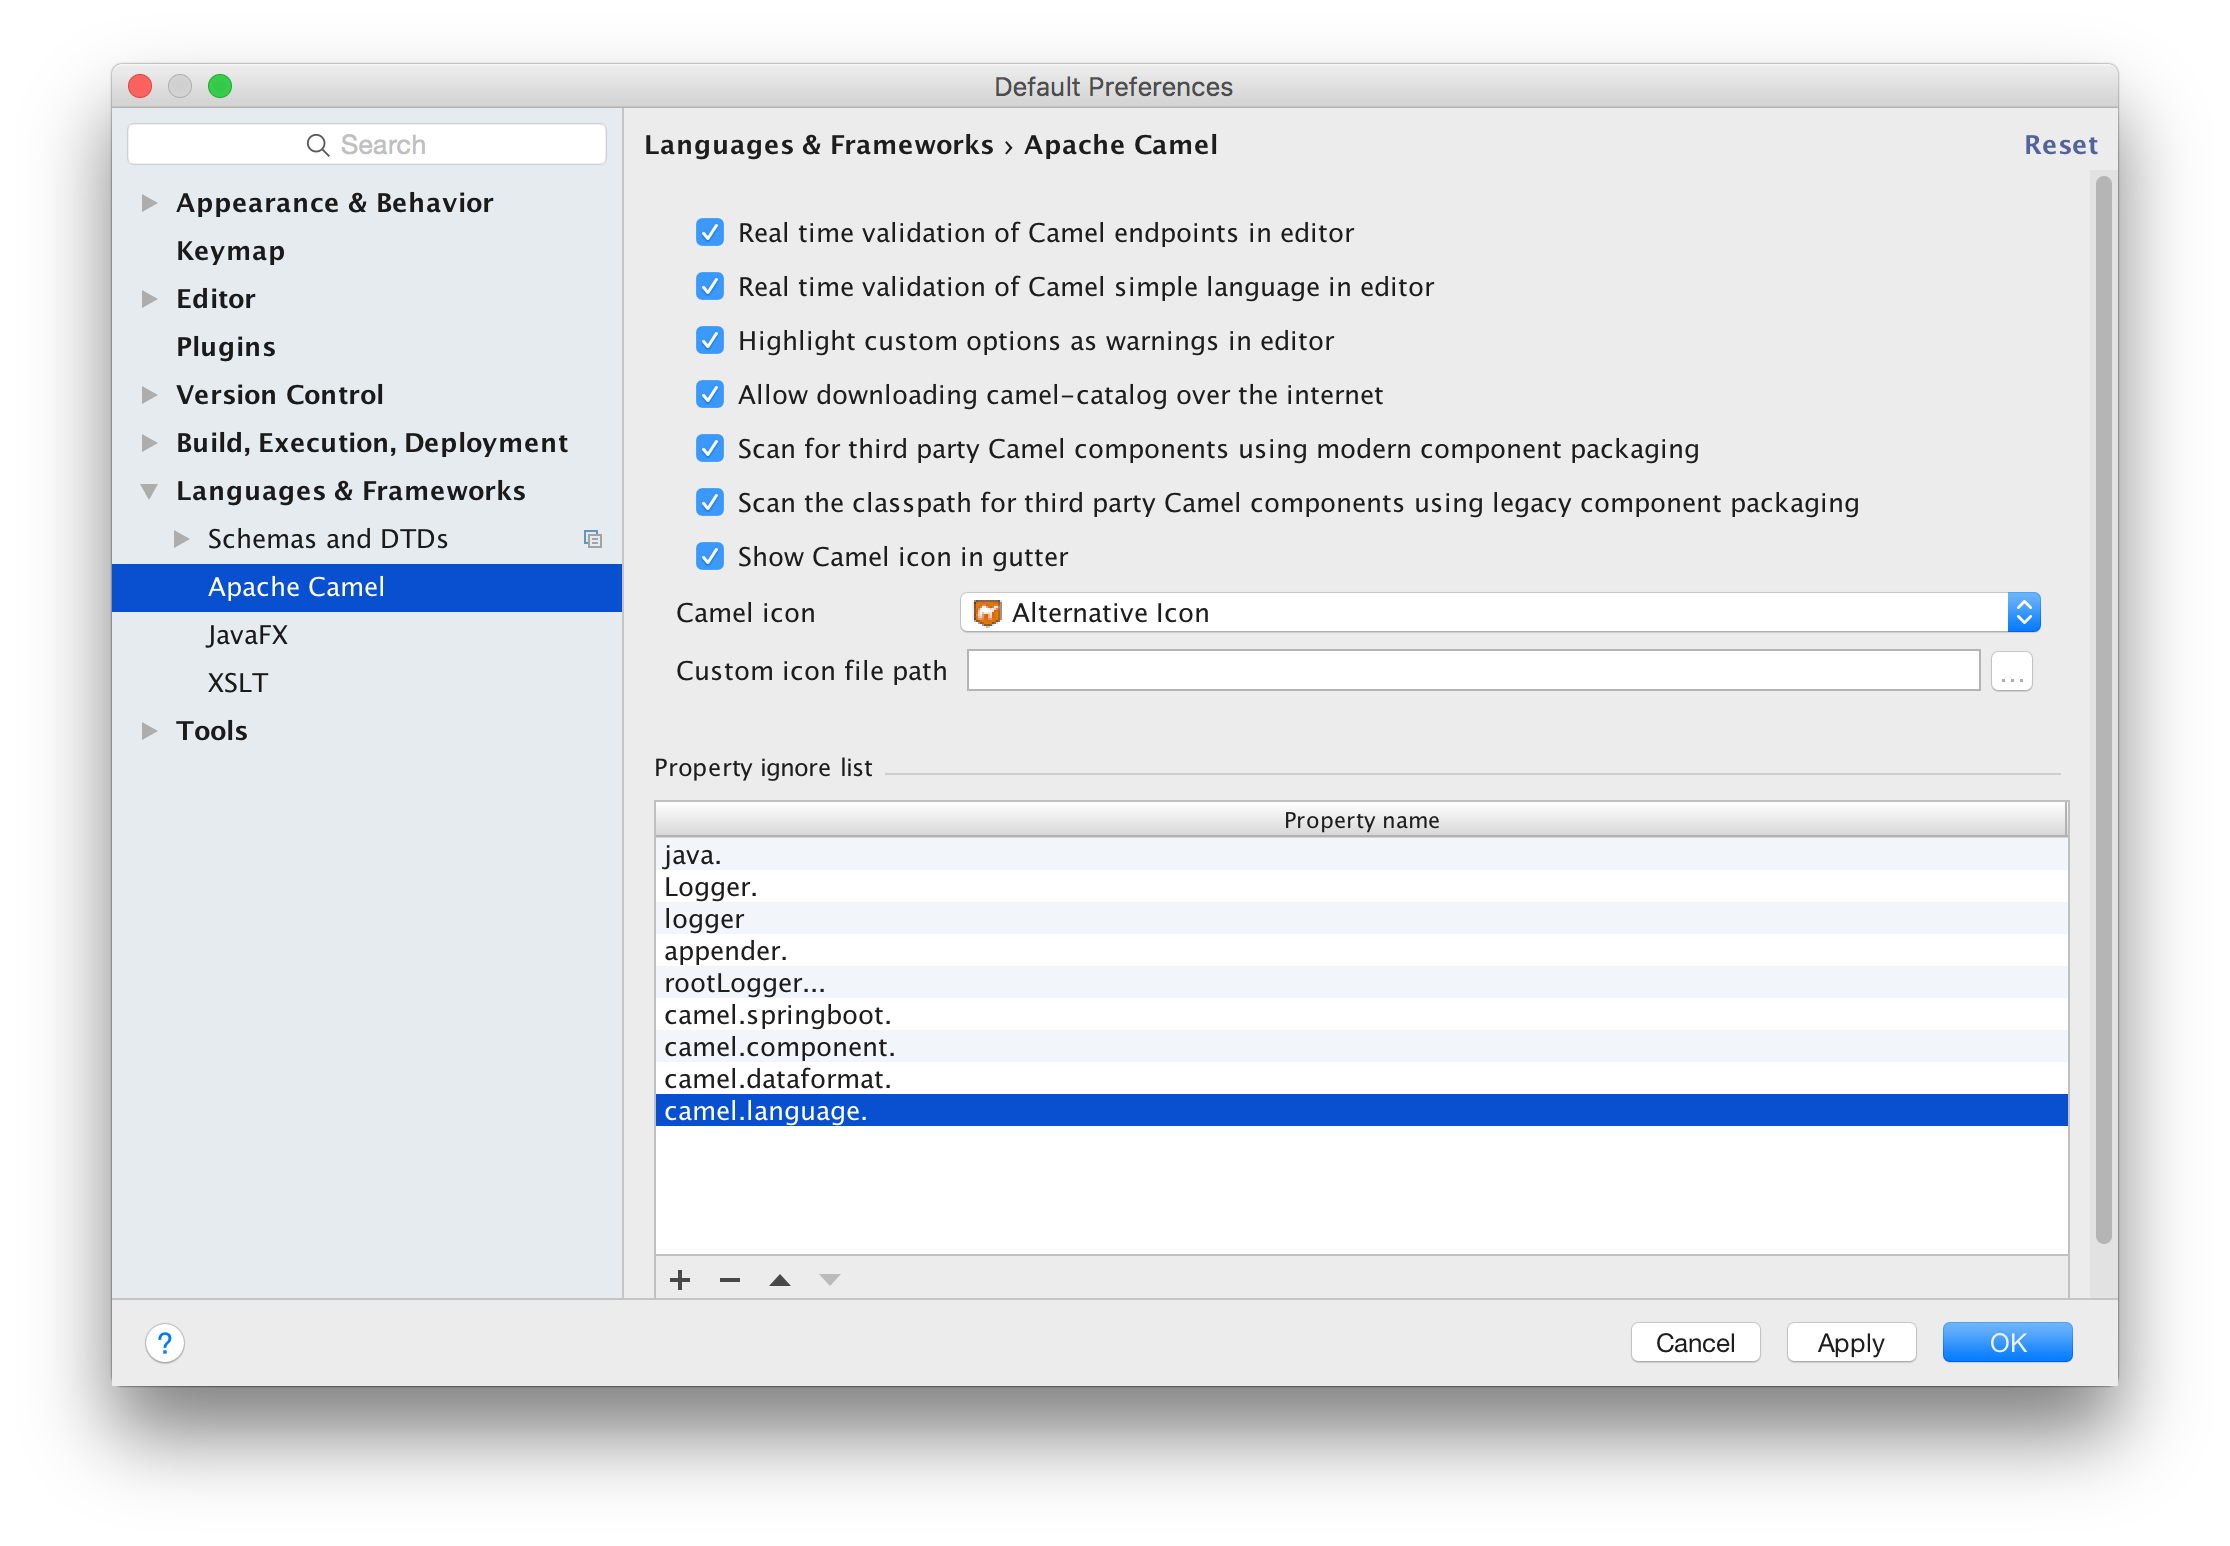 Default Preferences
Search
Appearance & Behavior
Keymap
Editor
Plugins
Version Control
Build, Execution, Deployment
Languages & Frameworks
Schemas and DTDs
Apache Camel
JavaFX
XSLT
Tools
Languages & Frameworks › Apache Camel
Reset
Real time validation of Camel endpoints in editor
Real time validation of Camel simple language in editor
Highlight custom options as warnings in editor
Allow downloading camel-catalog over the internet
Scan for third party Camel components using modern component packaging
Scan the classpath for third party Camel components using legacy component packaging
Show Camel icon in gutter
Camel icon
Alternative Icon
Custom icon file path
...
Property ignore list
Property name
java.
Logger.
logger
appender.
rootLogger...
camel.springboot.
camel.component.
camel.dataformat.
camel.language.
?
Cancel
Apply
OK